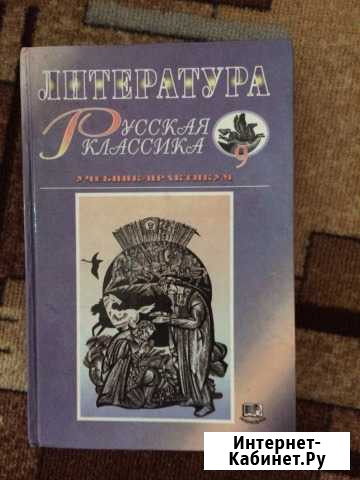 ЛИТЕРАТУРА
РУССКАЯ
КЛАССИКА
9
УЧЕБНИК-ПРАКТИКУМ
Интернет-
Кабинет.Ру